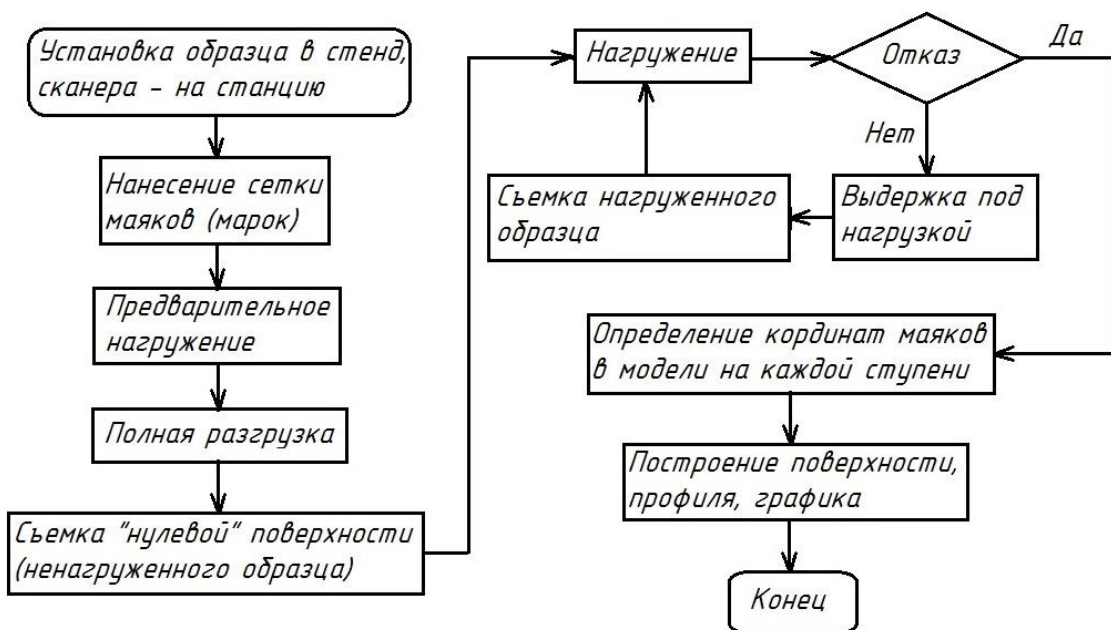 Установка образца в стенд,
сканера - на станцию
Нанесение сетки
маяков (марок)
Предварительное
нагружение
Полная разгрузка
Съемка "нулевой" поверхности
(ненагруженного образца)
Нагружение
Отказ
Да
Нет
Выдержка под
нагрузкой
Съемка нагруженного
образца
Определение кординат маяков
в модели на каждой ступени
Построение поверхности,
профиля, графика
Конец